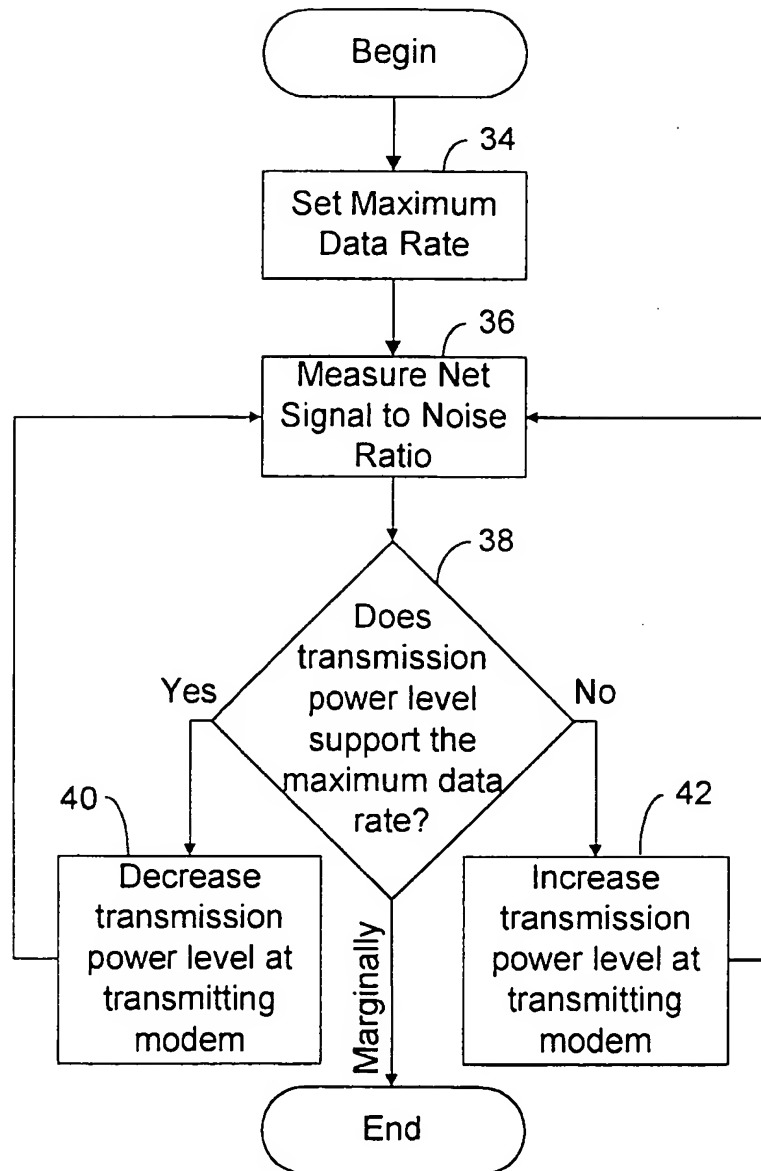 Begin
34
Set Maximum
Data Rate
36
Measure Net
Signal to Noise
Ratio
38
Does
transmission
power level
support the
maximum data
rate?
Yes
No
40
Decrease
transmission
power level at
transmitting
modem
42
Increase
transmission
power level at
transmitting
modem
Marginally
End